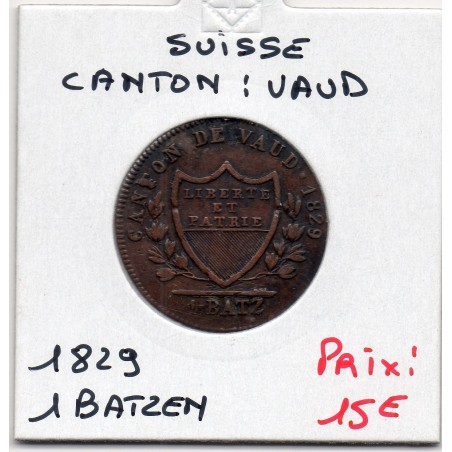 SUISSE
CANTON : VAUD
CANTON DE VAUD 1829
LIBERTE
ET
PATRIE
1 BATZ
1829
1 BATZEN
Prix :
15€